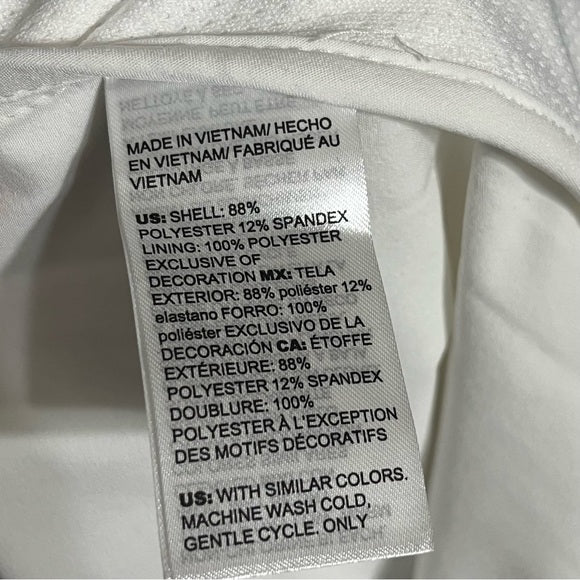 MADE IN VIETNAM/ HECHO
EN VIETNAM/ FABRIQUÉ AU
VIETNAM
US: SHELL: 88%
POLYESTER 12% SPANDEX
LINING: 100% POLYESTER
EXCLUSIVE OF
DECORATION MX: TELA
EXTERIOR: 88% poliéster 12%
elastano FORRO: 100%
poliéster EXCLUSIVO DE LA
DECORACIÓN CA: ÉTOFFE
EXTÉRIEURE: 88%
POLYESTER 12% SPANDEX
DOUBLURE: 100%
POLYESTER À L'EXCEPTION
DES MOTIFS DÉCORATIFS
US: WITH SIMILAR COLORS.
MACHINE WASH COLD,
GENTLE CYCLE. ONLY